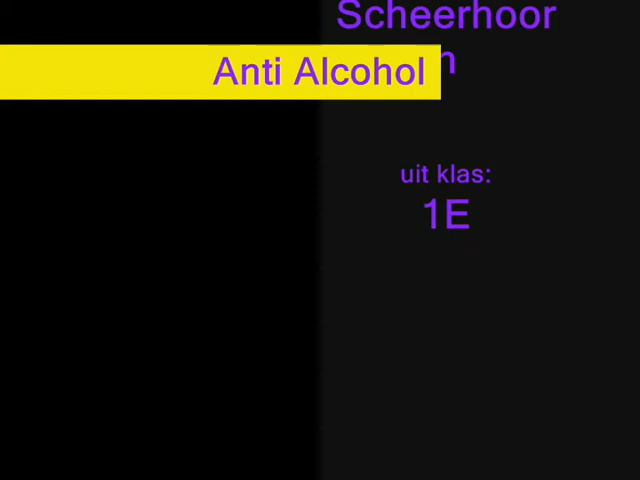 Scheerhoor
n
Anti Alcohol
uit klas:
1E